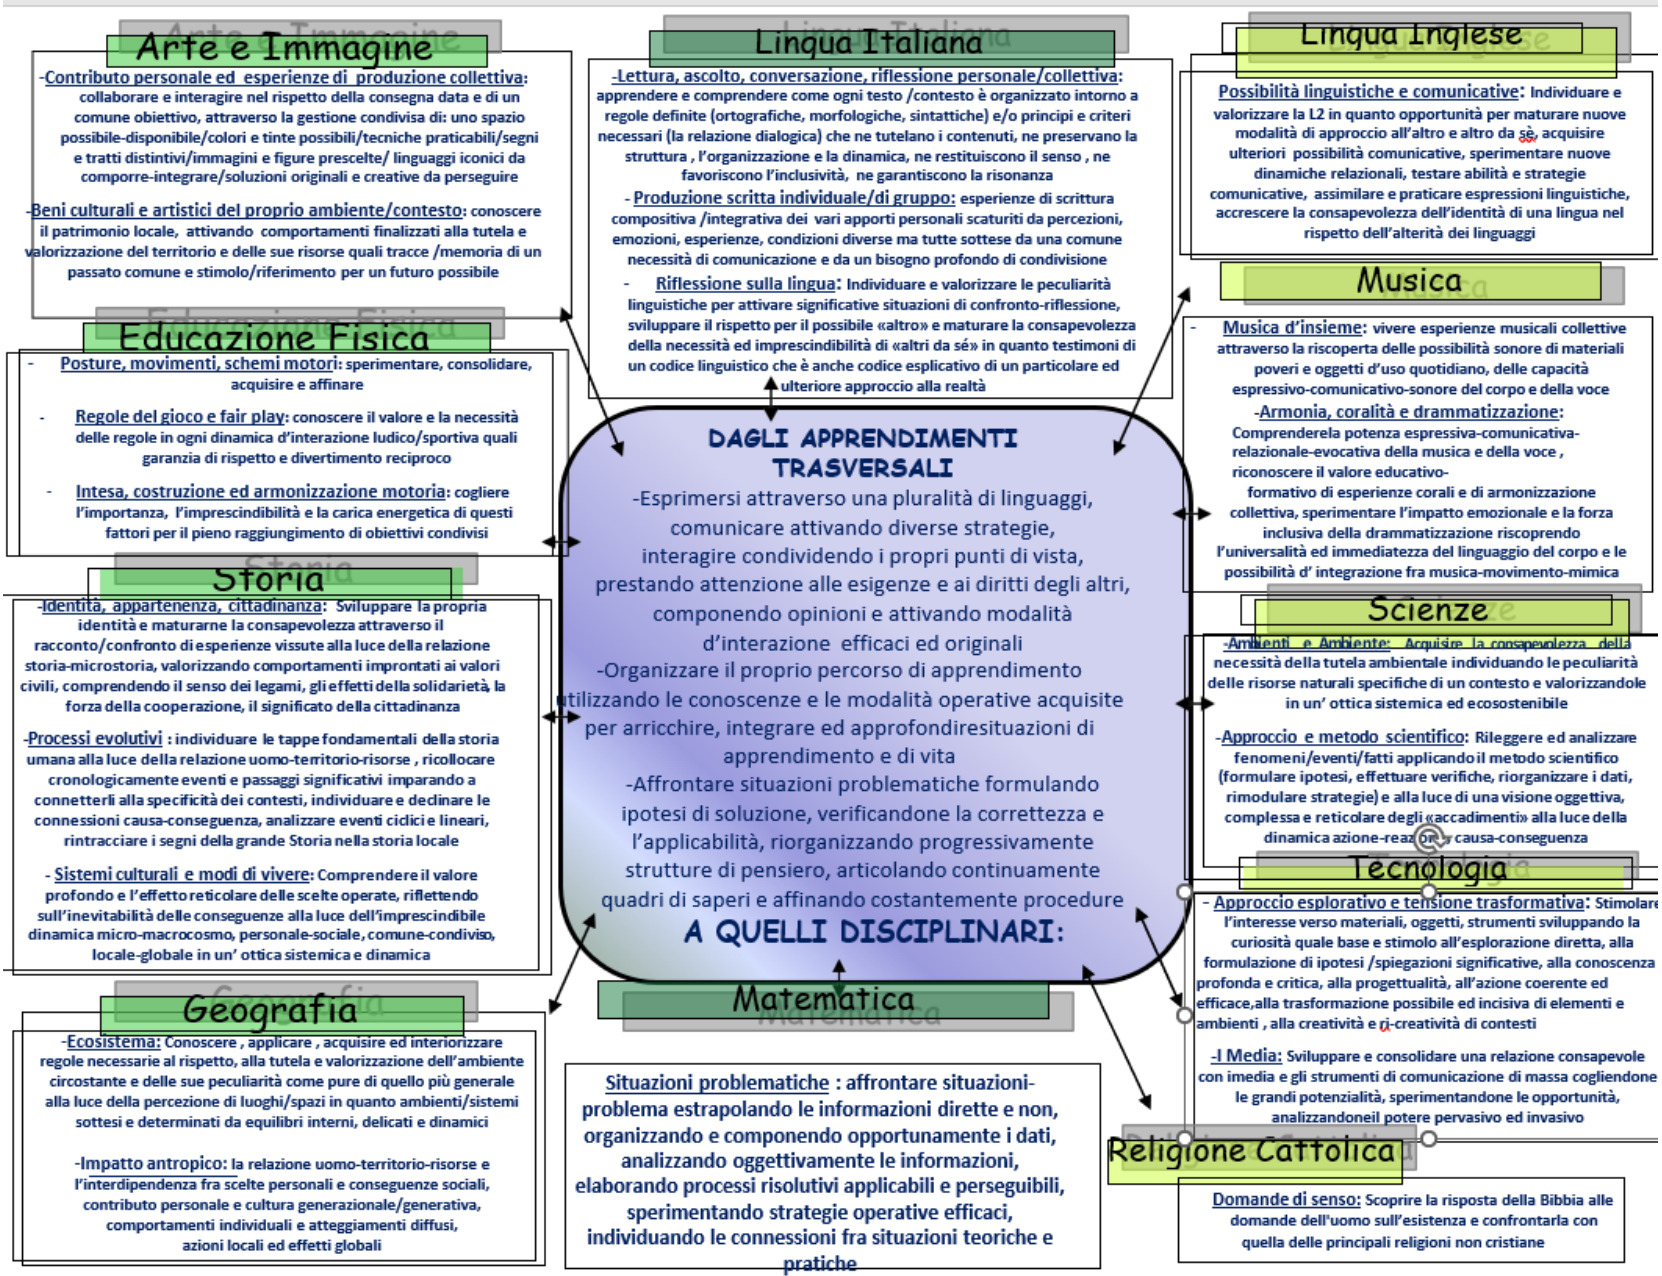 Arte e Immagine
-Contributo personale ed esperienze di produzione collettiva:
collaborare e interagire nel rispetto della consegna data e di un
comune obiettivo, attraverso la gestione condivisa di: uno spazio
possibile-disponibile/colori e tinte possibili/tecniche praticabili/segni
e tratti distintivi/immagini e figure prescelte/ linguaggi iconici da
comporre-integrare/soluzioni originali e creative da perseguire
-Beni culturali e artistici del proprio ambiente/contesto: conoscere
il patrimonio locale, attivando comportamenti finalizzati alla tutela e
valorizzazione del territorio e delle sue risorse quali tracce /memoria di un
passato comune e stimolo/riferimento per un futuro possibile
Educazione Fisica
- Posture, movimenti, schemi motori: sperimentare, consolidare,
acquisire e affinare
- Regole del gioco e fair play: conoscere il valore e la necessità
delle regole in ogni dinamica d'interazione ludico/sportiva quali
garanzia di rispetto e divertimento reciproco
- Intesa, costruzione ed armonizzazione motoria: cogliere
l'importanza, l'imprescindibilità e la carica energetica di questi
fattori per il pieno raggiungimento di obiettivi condivisi
Storia
-Identità, appartenenza, cittadinanza: Sviluppare la propria
identità e maturarne la consapevolezza attraverso il
racconto/confronto di esperienze vissute alla luce della relazione
storia-microstoria, valorizzando comportamenti improntati ai valori
civili, comprendendo il senso dei legami, gli effetti della solidarietà, la
forza della cooperazione, il significato della cittadinanza
-Processi evolutivi : individuare le tappe fondamentali della storia
umana alla luce della relazione uomo-territorio-risorse , ricollocare
cronologicamente eventi e passaggi significativi imparando a
connetterli alla specificità dei contesti, individuare e declinare le
connessioni causa-conseguenza, analizzare eventi ciclici e lineari,
rintracciare i segni della grande Storia nella storia locale
- Sistemi culturali e modi di vivere: Comprendere il valore
profondo e l'effetto reticolare delle scelte operate, riflettendo
sull'inevitabilità delle conseguenze alla luce dell'imprescindibile
dinamica micro-macrocosmo, personale-sociale, comune-condiviso,
locale-globale in un' ottica sistemica e dinamica
Geografia
-Ecosistema: Conoscere , applicare , acquisire ed interiorizzare
regole necessarie al rispetto, alla tutela e valorizzazione dell'ambiente
circostante e delle sue peculiarità come pure di quello più generale
alla luce della percezione di luoghi/spazi in quanto ambienti/sistemi
sottesi e determinati da equilibri interni, delicati e dinamici
-Impatto antropico: la relazione uomo-territorio-risorse e
l'interdipendenza fra scelte personali e conseguenze sociali,
contributo personale e cultura generazionale/generativa,
comportamenti individuali e atteggiamenti diffusi,
azioni locali ed effetti globali
Lingua Italiana
-Lettura, ascolto, conversazione, riflessione personale/collettiva:
apprendere e comprendere come ogni testo /contesto è organizzato intorno a
regole definite (ortografiche, morfologiche, sintattiche) e/o principi e criteri
necessari (la relazione dialogica) che ne tutelano i contenuti, ne preservano la
struttura , l'organizzazione e la dinamica, ne restituiscono il senso , ne
favoriscono l'inclusività, ne garantiscono la risonanza
- Produzione scritta individuale/di gruppo: esperienze di scrittura
compositiva /integrativa dei vari apporti personali scaturiti da percezioni,
emozioni, esperienze, condizioni diverse ma tutte sottese da una comune
necessità di comunicazione e da un bisogno profondo di condivisione
- Riflessione sulla lingua: Individuare e valorizzare le peculiarità
linguistiche per attivare significative situazioni di confronto-riflessione,
sviluppare il rispetto per il possibile «altro» e maturare la consapevolezza
della necessità ed imprescindibilità di «altri da sé» in quanto testimoni di
un codice linguistico che è anche codice esplicativo di un particolare ed
ulteriore approccio alla realtà
DAGLI APPRENDIMENTI
TRASVERSALI
-Esprimersi attraverso una pluralità di linguaggi,
comunicare attivando diverse strategie,
interagire condividendo i propri punti di vista,
prestando attenzione alle esigenze e ai diritti degli altri,
componendo opinioni e attivando modalità
d'interazione efficaci ed originali
-Organizzare il proprio percorso di apprendimento
utilizzando le conoscenze e le modalità operative acquisite
per arricchire, integrare ed approfondiresituazioni di
apprendimento e di vita
-Affrontare situazioni problematiche formulando
ipotesi di soluzione, verificandone la correttezza e
l'applicabilità, riorganizzando progressivamente
strutture di pensiero, articolando continuamente
quadri di saperi e affinando costantemente procedure
A QUELLI DISCIPLINARI:
Matematica
Situazioni problematiche : affrontare situazioni-
problema estrapolando le informazioni dirette e non,
organizzando e componendo opportunamente i dati,
analizzando oggettivamente le informazioni,
elaborando processi risolutivi applicabili e perseguibili,
sperimentando strategie operative efficaci,
individuando le connessioni fra situazioni teoriche e
pratiche
Lingua Inglese
Possibilità linguistiche e comunicative: Individuare e
valorizzare la L2 in quanto opportunità per maturare nuove
modalità di approccio all'altro e altro da sè, acquisire
ulteriori possibilità comunicative, sperimentare nuove
dinamiche relazionali, testare abilità e strategie
comunicative, assimilare e praticare espressioni linguistiche,
accrescere la consapevolezza dell'identità di una lingua nel
rispetto dell'alterità dei linguaggi
Musica
- Musica d'insieme: vivere esperienze musicali collettive
attraverso la riscoperta delle possibilità sonore di materiali
poveri e oggetti d'uso quotidiano, delle capacità
espressivo-comunicativo-sonore del corpo e della voce
-Armonia, coralità e drammatizzazione:
Comprenderela potenza espressiva-comunicativa-
relazionale-evocativa della musica e della voce ,
riconoscere il valore educativo-
formativo di esperienze corali e di armonizzazione
collettiva, sperimentare l'impatto emozionale e la forza
inclusiva della drammatizzazione riscoprendo
l'universalità ed immediatezza del linguaggio del corpo e le
possibilità d' integrazione fra musica-movimento-mimica
Scienze
-Ambienti e Ambiente: Acquisire la consapevolezza della
necessità della tutela ambientale individuando le peculiarità
delle risorse naturali specifiche di un contesto e valorizzandole
in un' ottica sistemica ed ecosostenibile
-Approccio e metodo scientifico: Rileggere ed analizzare
fenomeni/eventi/fatti applicando il metodo scientifico
(formulare ipotesi, effettuare verifiche, riorganizzare i dati,
rimodulare strategie) e alla luce di una visione oggettiva,
complessa e reticolare degli «accadimenti» alla luce della
dinamica azione-reazione, causa-conseguenza
Tecnologia
- Approccio esplorativo e tensione trasformativa: Stimolare
l'interesse verso materiali, oggetti, strumenti sviluppando la
curiosità quale base e stimolo all'esplorazione diretta, alla
formulazione di ipotesi /spiegazioni significative, alla conoscenza
profonda e critica, alla progettualità, all'azione coerente ed
efficace,alla trasformazione possibile ed incisiva di elementi e
ambienti , alla creatività e ri-creatività di contesti
-I Media: Sviluppare e consolidare una relazione consapevole
con imedia e gli strumenti di comunicazione di massa cogliendone
le grandi potenzialità, sperimentandone le opportunità,
analizzandoneil potere pervasivo ed invasivo
Religione Cattolica
Domande di senso: Scoprire la risposta della Bibbia alle
domande dell'uomo sull'esistenza e confrontarla con
quella delle principali religioni non cristiane